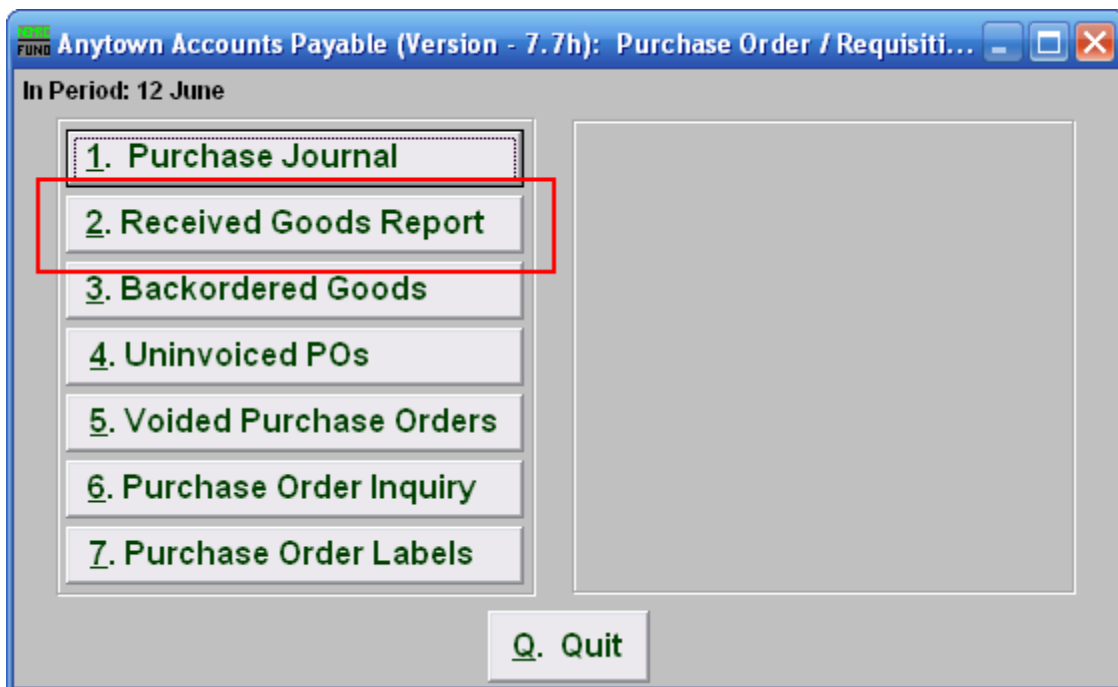 FUND Anytown Accounts Payable (Version - 7.7h): Purchase Order / Requisiti...
In Period: 12 June
1. Purchase Journal
2. Received Goods Report
3. Backordered Goods
4. Uninvoiced POs
5. Voided Purchase Orders
6. Purchase Order Inquiry
7. Purchase Order Labels
Q. Quit